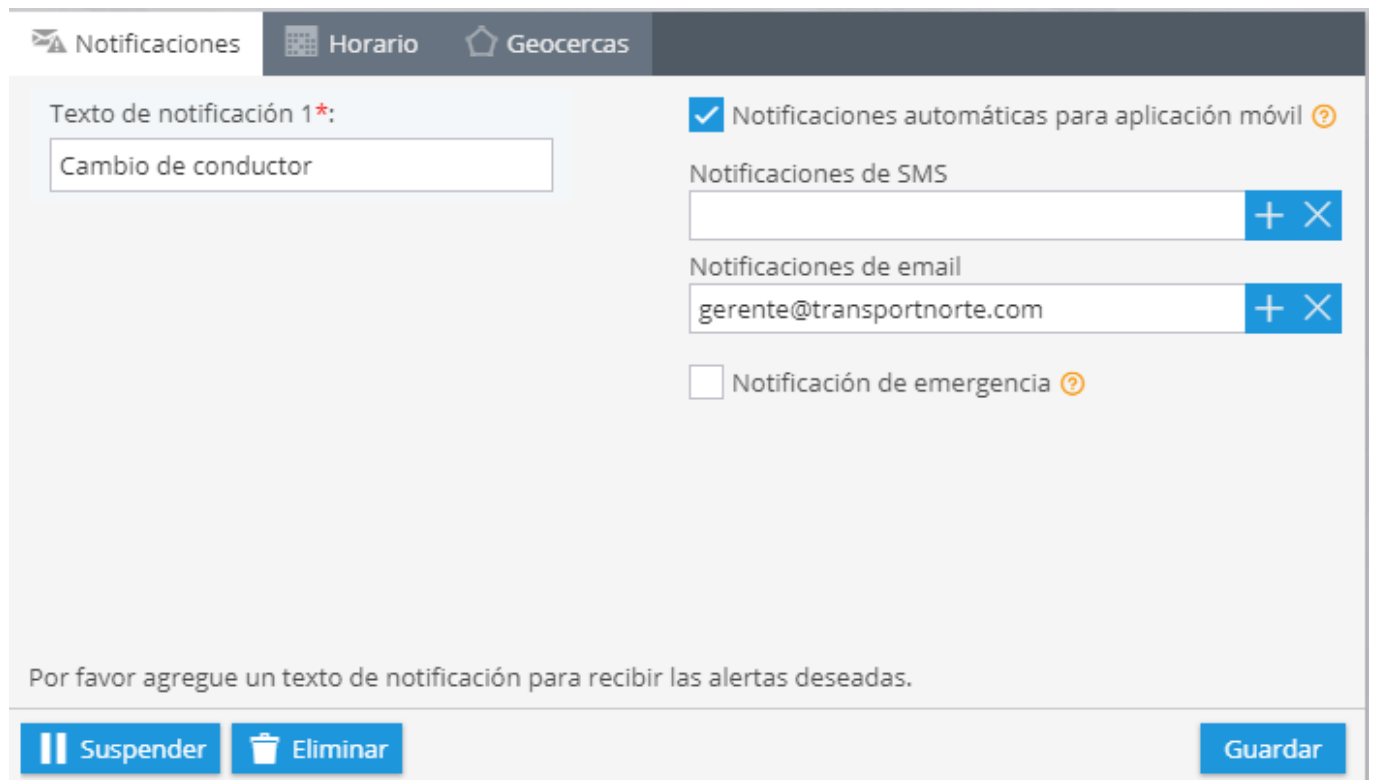 Notificaciones Horario Geocercas
Texto de notificación 1*:
Cambio de conductor
Notificaciones automáticas para aplicación móvil ?
Notificaciones de SMS
Notificaciones de email
gerente@transportnorte.com
Notificación de emergencia ?
Por favor agregue un texto de notificación para recibir las alertas deseadas.
Suspender Eliminar Guardar